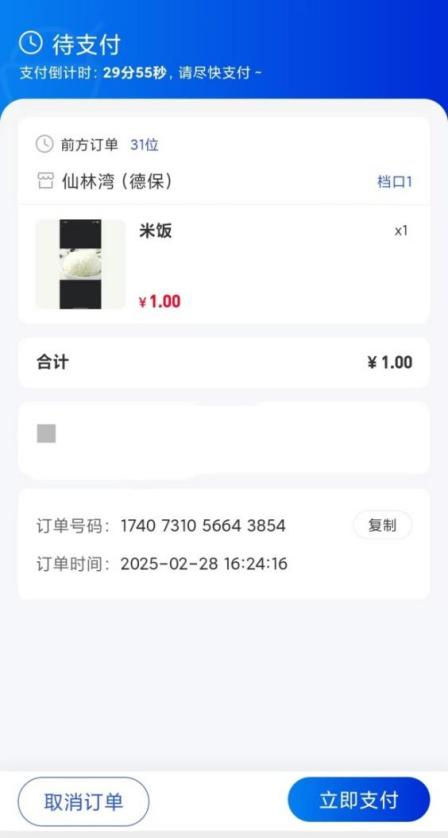 待支付
支付倒计时：29分55秒，请尽快支付~
前方订单 31位
仙林湾（德保） 档口1
米饭 x1
¥1.00
合计 ¥1.00
订单号码：1740 7310 5664 3854 复制
订单时间：2025-02-28 16:24:16
取消订单 立即支付